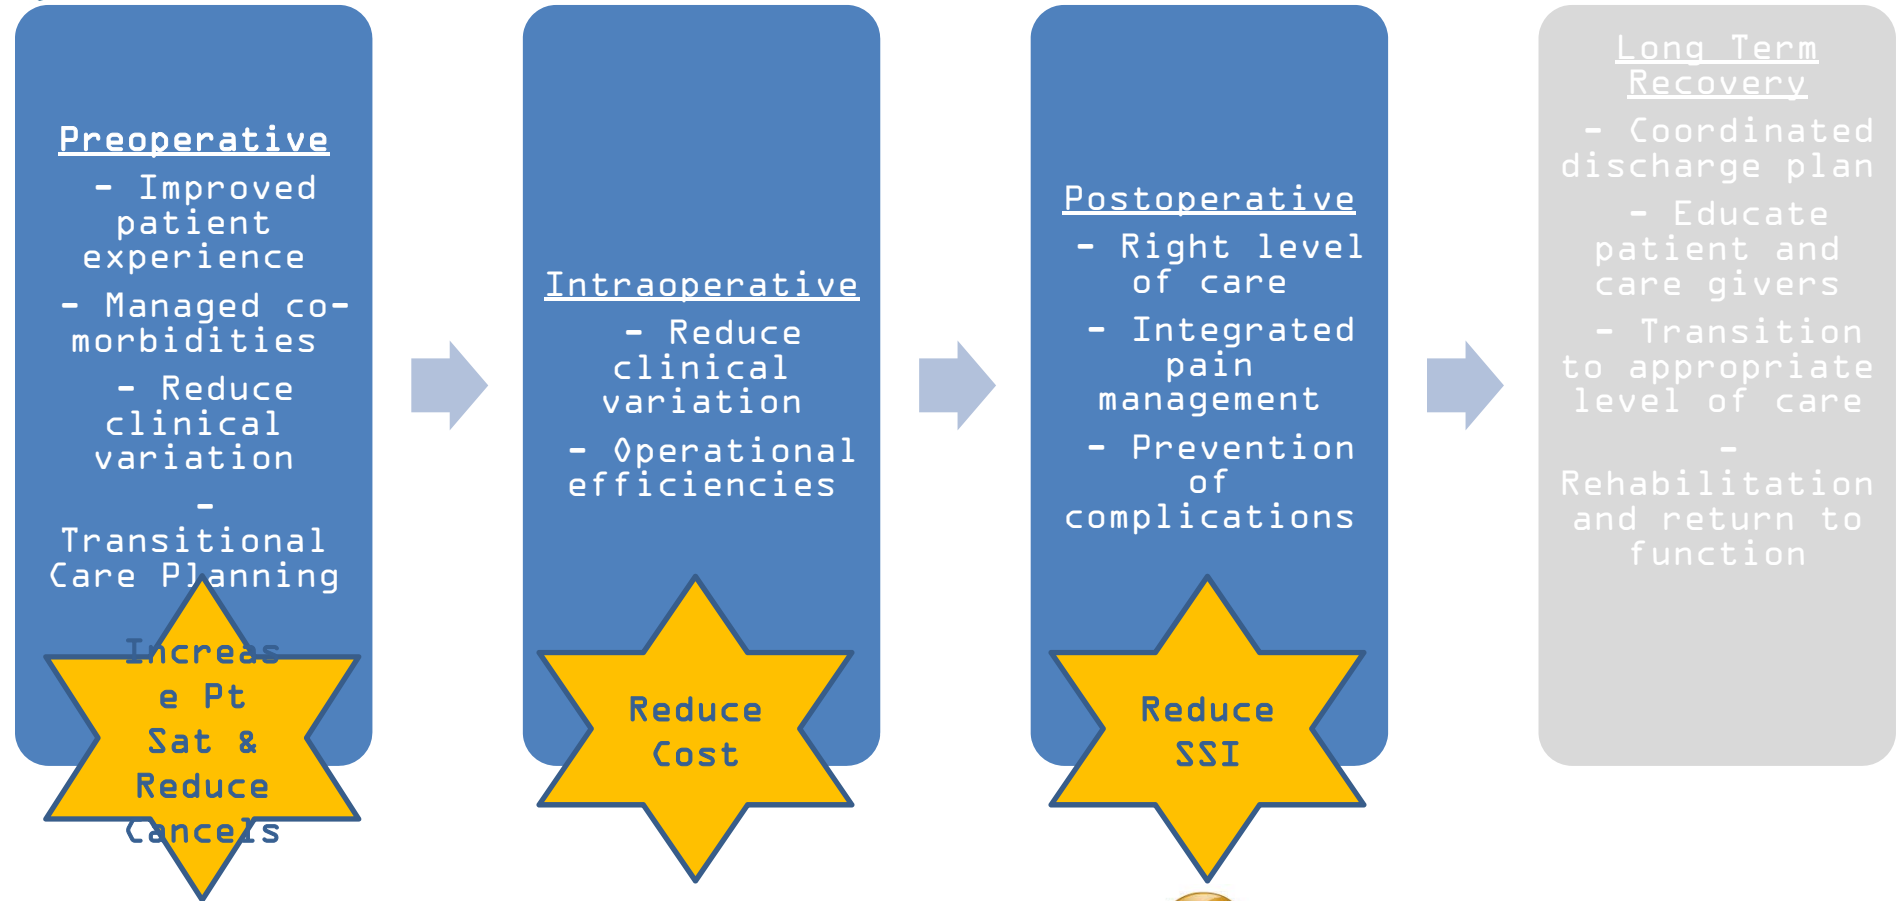 Preoperative
- Improved
patient
experience
- Managed co-
morbidities
- Reduce
clinical
variation
-
Transitional
Care Planning
Increas
e Pt
Sat &
Reduce
Cancels
Intraoperative
- Reduce
clinical
variation
- Operational
efficiencies
Reduce
Cost
Postoperative
- Right level
of care
- Integrated
pain
management
- Prevention
of
complications
Reduce
SSI
Long Term
Recovery
- Coordinated
discharge plan
- Educate
patient and
care givers
- Transition
to appropriate
level of care
-
Rehabilitation
and return to
function